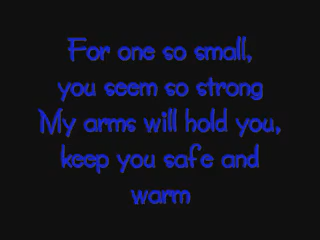 For one so small,
you seem so strong
My arms will hold you,
keep you safe and
warm